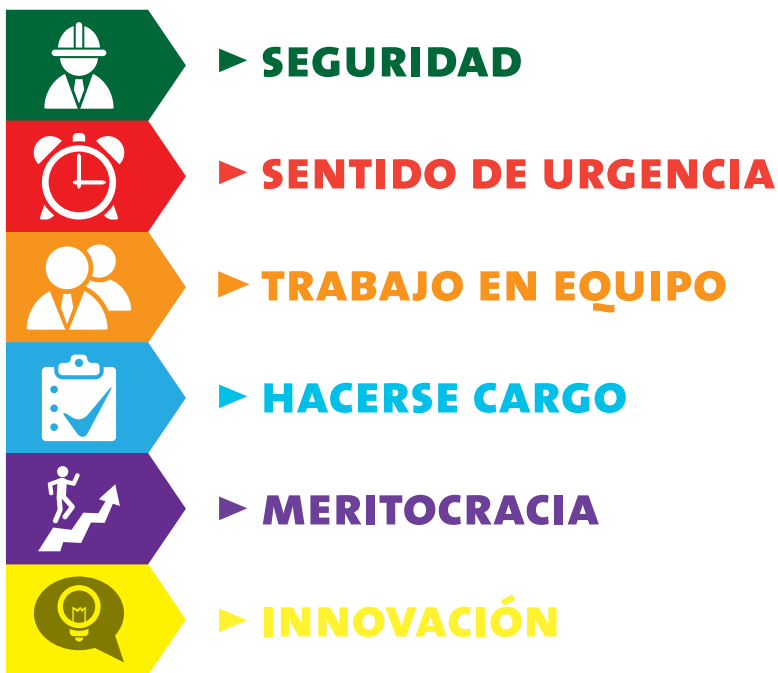 ► SEGURIDAD
► SENTIDO DE URGENCIA
► TRABAJO EN EQUIPO
► HACERSE CARGO
► MERITOCRACIA
► INNOVACIÓN